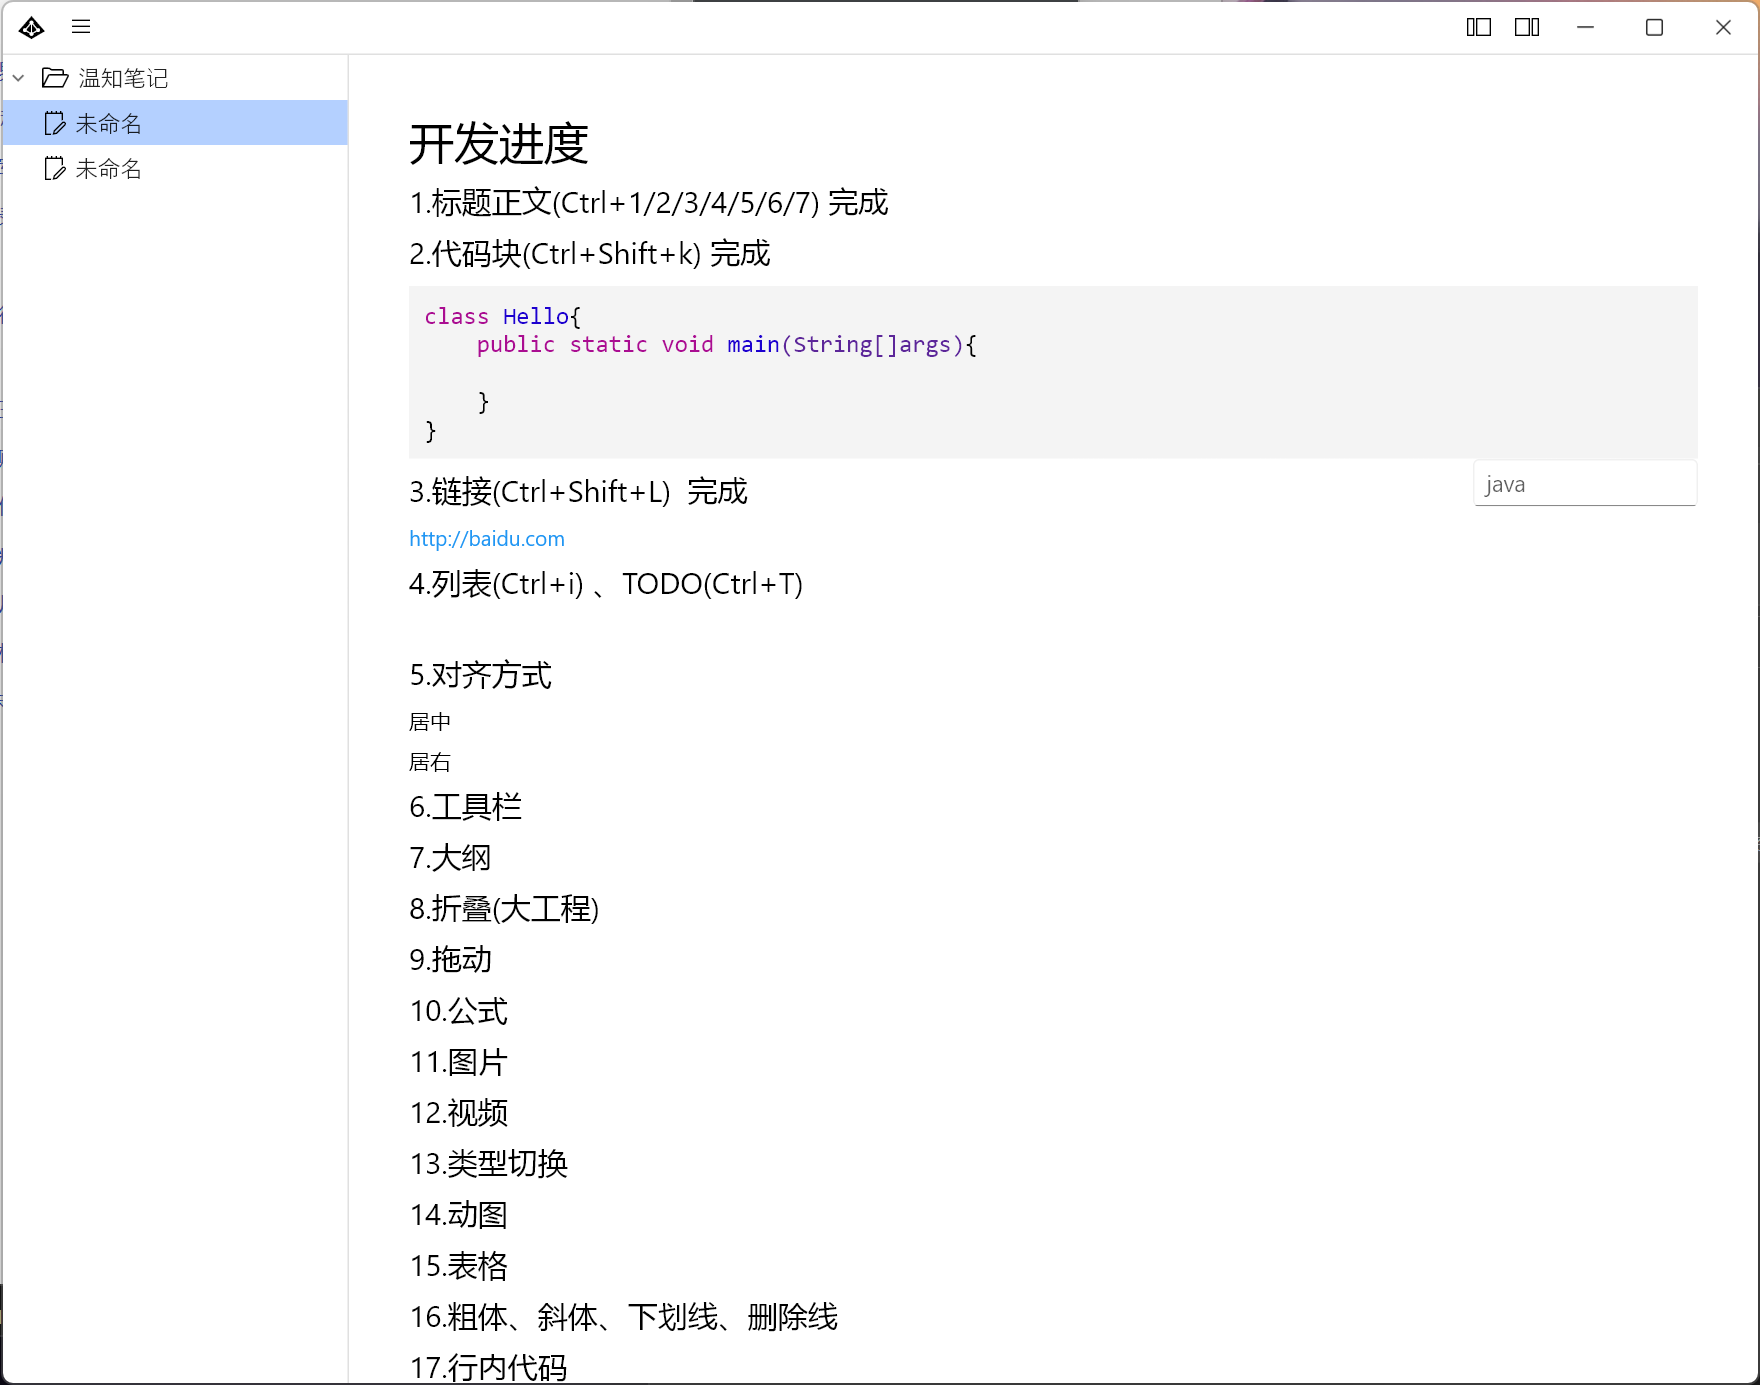 温知笔记
未命名
未命名
开发进度
1.标题正文(Ctrl+1/2/3/4/5/6/7) 完成
2.代码块(Ctrl+Shift+k) 完成
class Hello{
    public static void main(String[]args){
    }
}
java
3.链接(Ctrl+Shift+L)  完成
http://baidu.com
4.列表(Ctrl+i) 、TODO(Ctrl+T)
5.对齐方式
居中
居右
6.工具栏
7.大纲
8.折叠(大工程)
9.拖动
10.公式
11.图片
12.视频
13.类型切换
14.动图
15.表格
16.粗体、斜体、下划线、删除线
17.行内代码